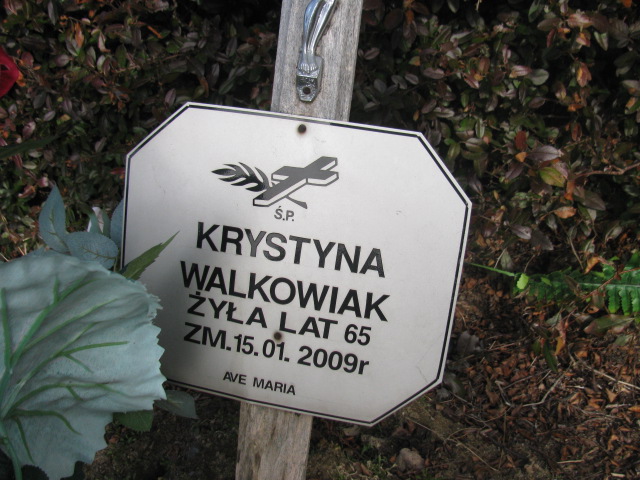 Ś.P.
KRYSTYNA
WALKOWIAK
ŻYŁA LAT 65
ZM.15.01.2009r
AVE MARIA